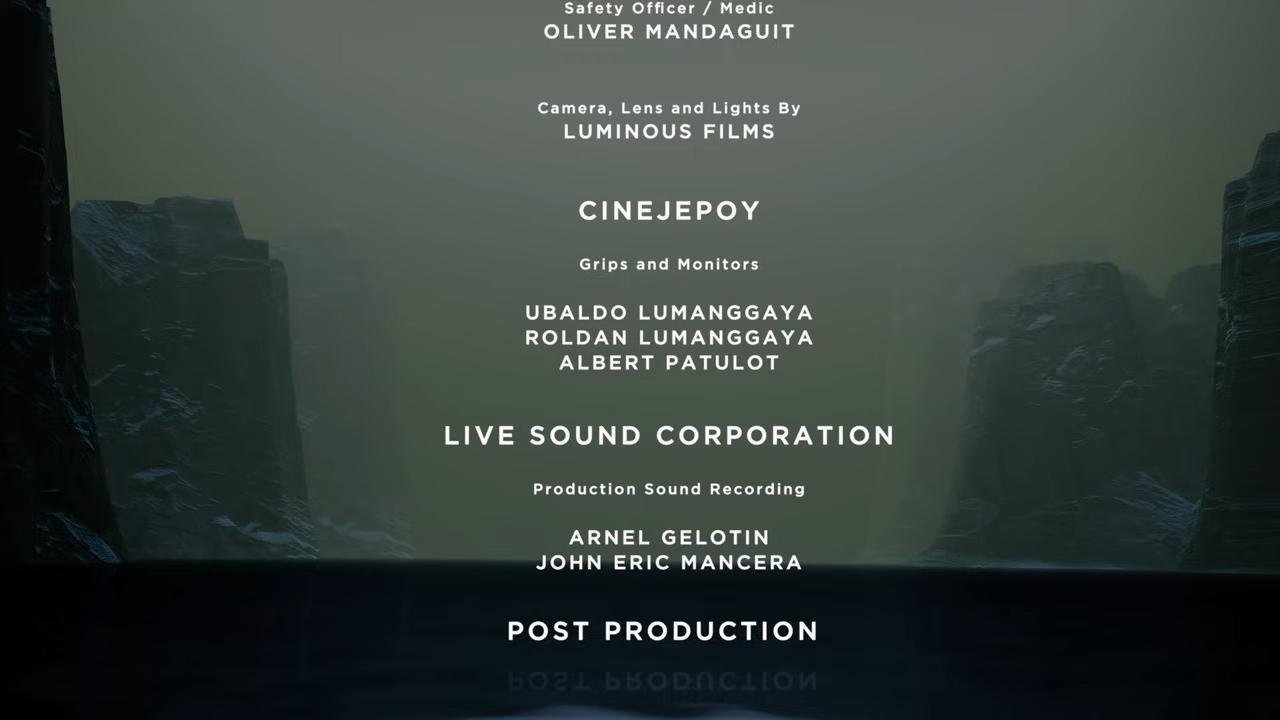 Safety Officer / Medic
OLIVER MANDAGUIT
Camera, Lens and Lights By
LUMINOUS FILMS
CINEJEPOY
Grips and Monitors
UBALDO LUMANGGAYA
ROLDAN LUMANGGAYA
ALBERT PATULOT
LIVE SOUND CORPORATION
Production Sound Recording
ARNEL GELOTIN
JOHN ERIC MANCERA
POST PRODUCTION